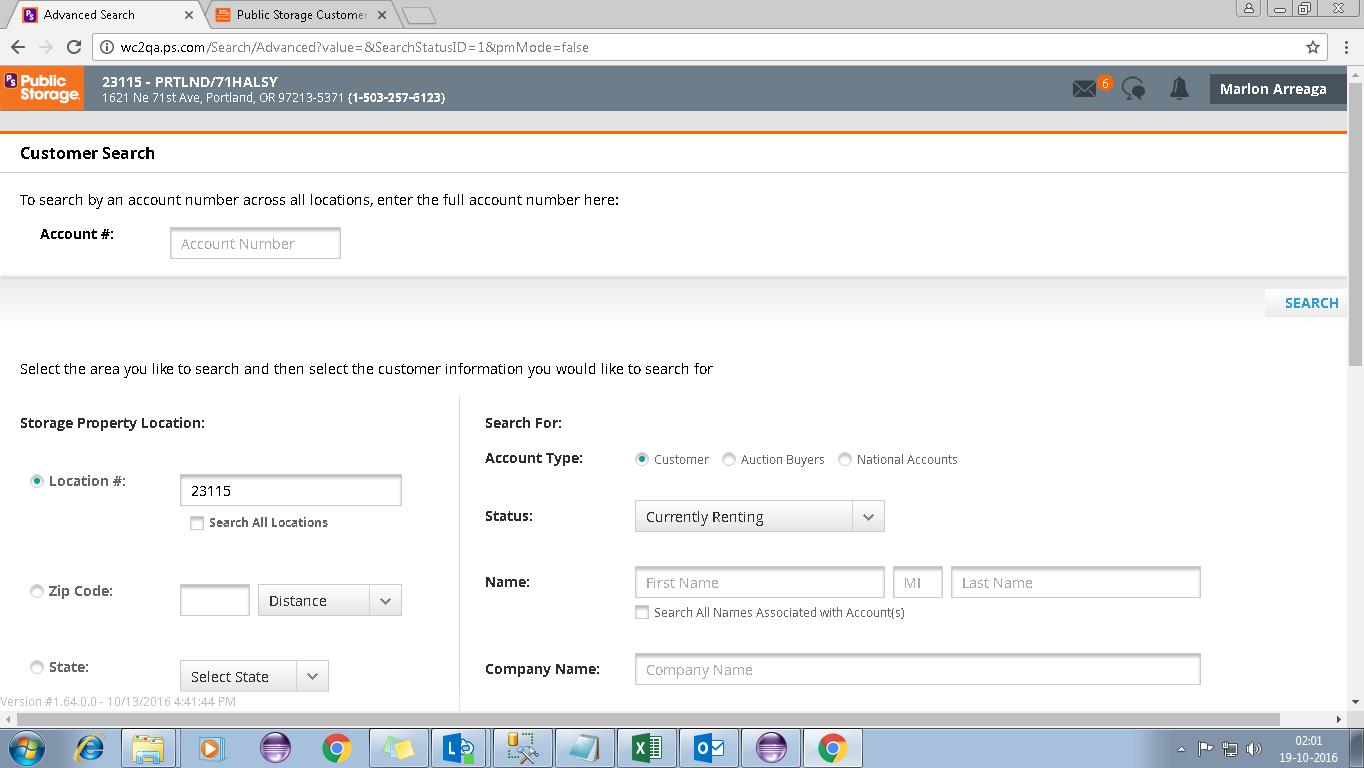 Advanced Search
Public Storage Customer
wc2qa.ps.com/Search/Advanced?value=&SearchStatusID=1&pmMode=false
PS Public Storage.
23115 - PRTLND/71HALSY
1621 Ne 71st Ave, Portland, OR 97213-5371 (1-503-257-6123)
6
Marlon Arreaga
Customer Search
To search by an account number across all locations, enter the full account number here:
Account #: Account Number
SEARCH
Select the area you like to search and then select the customer information you would like to search for
Storage Property Location:
Location #: 23115
Search All Locations
Zip Code: Distance
State: Select State
Search For:
Account Type: Customer Auction Buyers National Accounts
Status: Currently Renting
Name: First Name MI Last Name
Search All Names Associated with Account(s)
Company Name: Company Name
Version #1.64.0.0 - 10/13/2016 4:41:44 PM
02:01
19-10-2016